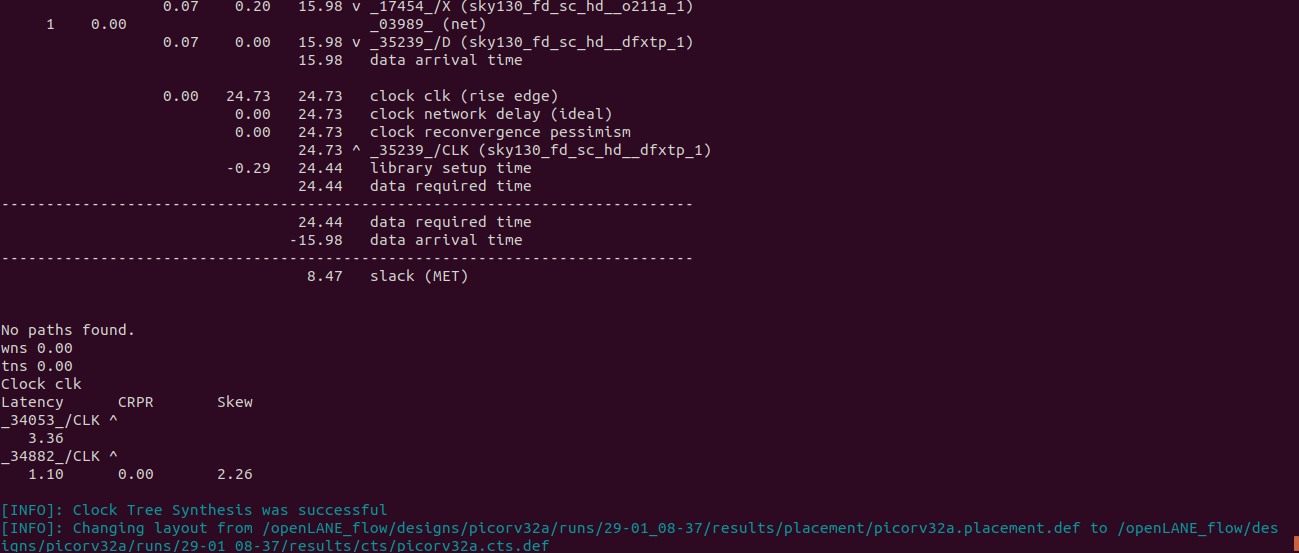 0.07 0.20 15.98 v _17454_/X (sky130_fd_sc_hd__o211a_1)
1 0.00 _03989_ (net)
0.07 0.00 15.98 v _35239_/D (sky130_fd_sc_hd__dfxtp_1)
15.98 data arrival time
0.00 24.73 24.73 clock clk (rise edge)
0.00 24.73 clock network delay (ideal)
0.00 24.73 clock reconvergence pessimism
24.73 ^ _35239_/CLK (sky130_fd_sc_hd__dfxtp_1)
-0.29 24.44 library setup time
24.44 data required time
-----------------------------------------------------------------------------
24.44 data required time
-15.98 data arrival time
-----------------------------------------------------------------------------
8.47 slack (MET)
No paths found.
wns 0.00
tns 0.00
Clock clk
Latency CRPR Skew
_34053_/CLK ^
3.36
_34882_/CLK ^
1.10 0.00 2.26
[INFO]: Clock Tree Synthesis was successful
[INFO]: Changing layout from /openLANE_flow/designs/picorv32a/runs/29-01_08-37/results/placement/picorv32a.placement.def to /openLANE_flow/des
igns/picorv32a/runs/29-01_08-37/results/cts/picorv32a.cts.def